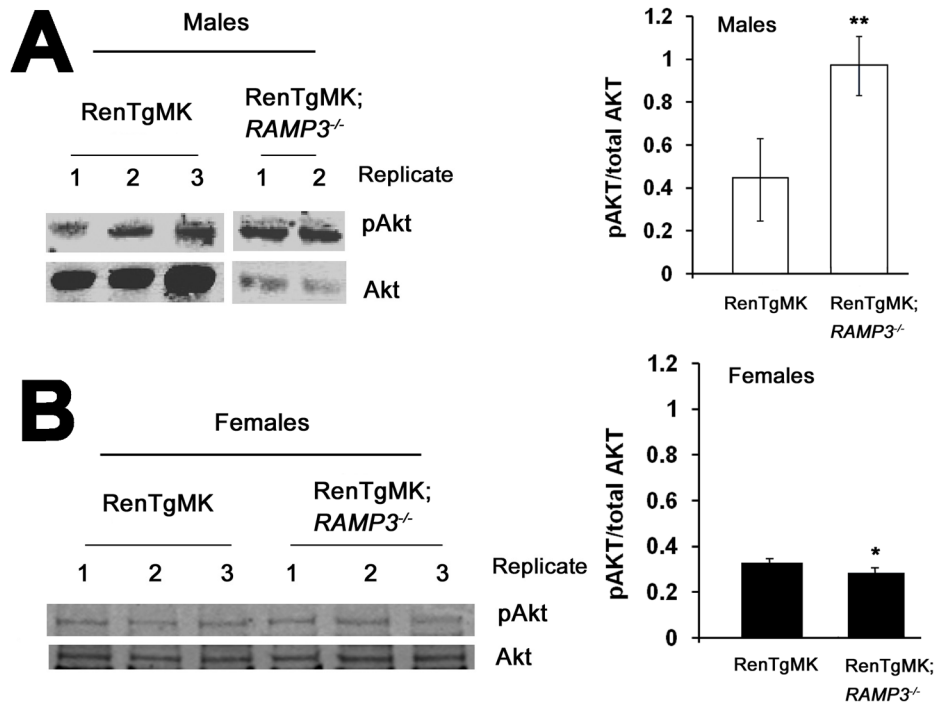 A
Males
RenTgMK
RenTgMK;
RAMP3-/-
1 2 3 1 2 Replicate
pAkt
Akt
1.2
1
0.8
0.6
0.4
0.2
0
pAKT/total AKT
Males
**
RenTgMK
RenTgMK;
RAMP3-/-
B
Females
RenTgMK
RenTgMK;
RAMP3-/-
1 2 3 1 2 3 Replicate
pAkt
Akt
1.2
1
0.8
0.6
0.4
0.2
0
pAKT/total AKT
Females
*
RenTgMK
RenTgMK;
RAMP3-/-